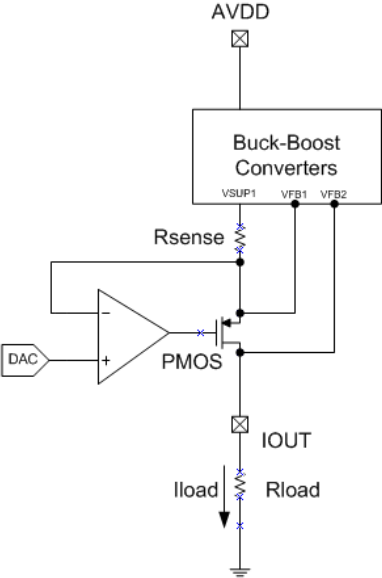 AVDD
Buck-Boost
Converters
VSUP1 VFB1 VFB2
Rsense
−
DAC
+
PMOS
IOUT
Iload Rload